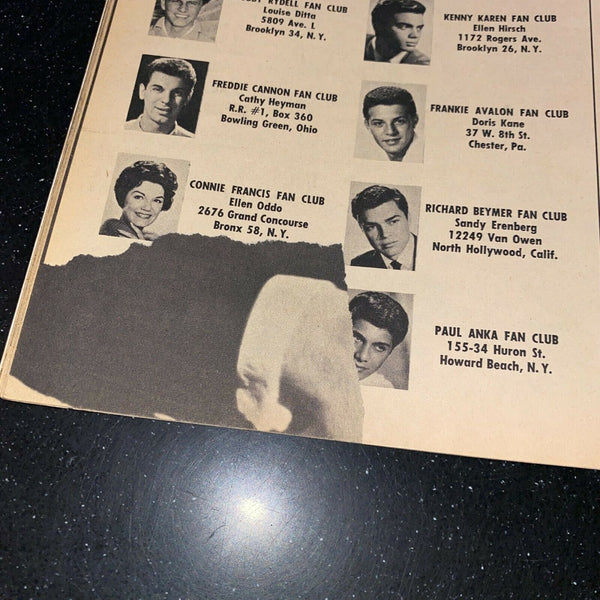 RYDELL FAN CLUB
Louise Ditta
5809 Ave. L
Brooklyn 34, N.Y.
KENNY KAREN FAN CLUB
Ellen Hirsch
1172 Rogers Ave.
Brooklyn 26, N.Y.
FREDDIE CANNON FAN CLUB
Cathy Heyman
R.R. #1, Box 360
Bowling Green, Ohio
FRANKIE AVALON FAN CLUB
Doris Kane
37 W. 8th St.
Chester, Pa.
CONNIE FRANCIS FAN CLUB
Ellen Oddo
2676 Grand Concourse
Bronx 58, N.Y.
RICHARD BEYMER FAN CLUB
Sandy Erenberg
12249 Van Owen
North Hollywood, Calif.
PAUL ANKA FAN CLUB
155-34 Huron St.
Howard Beach, N.Y.